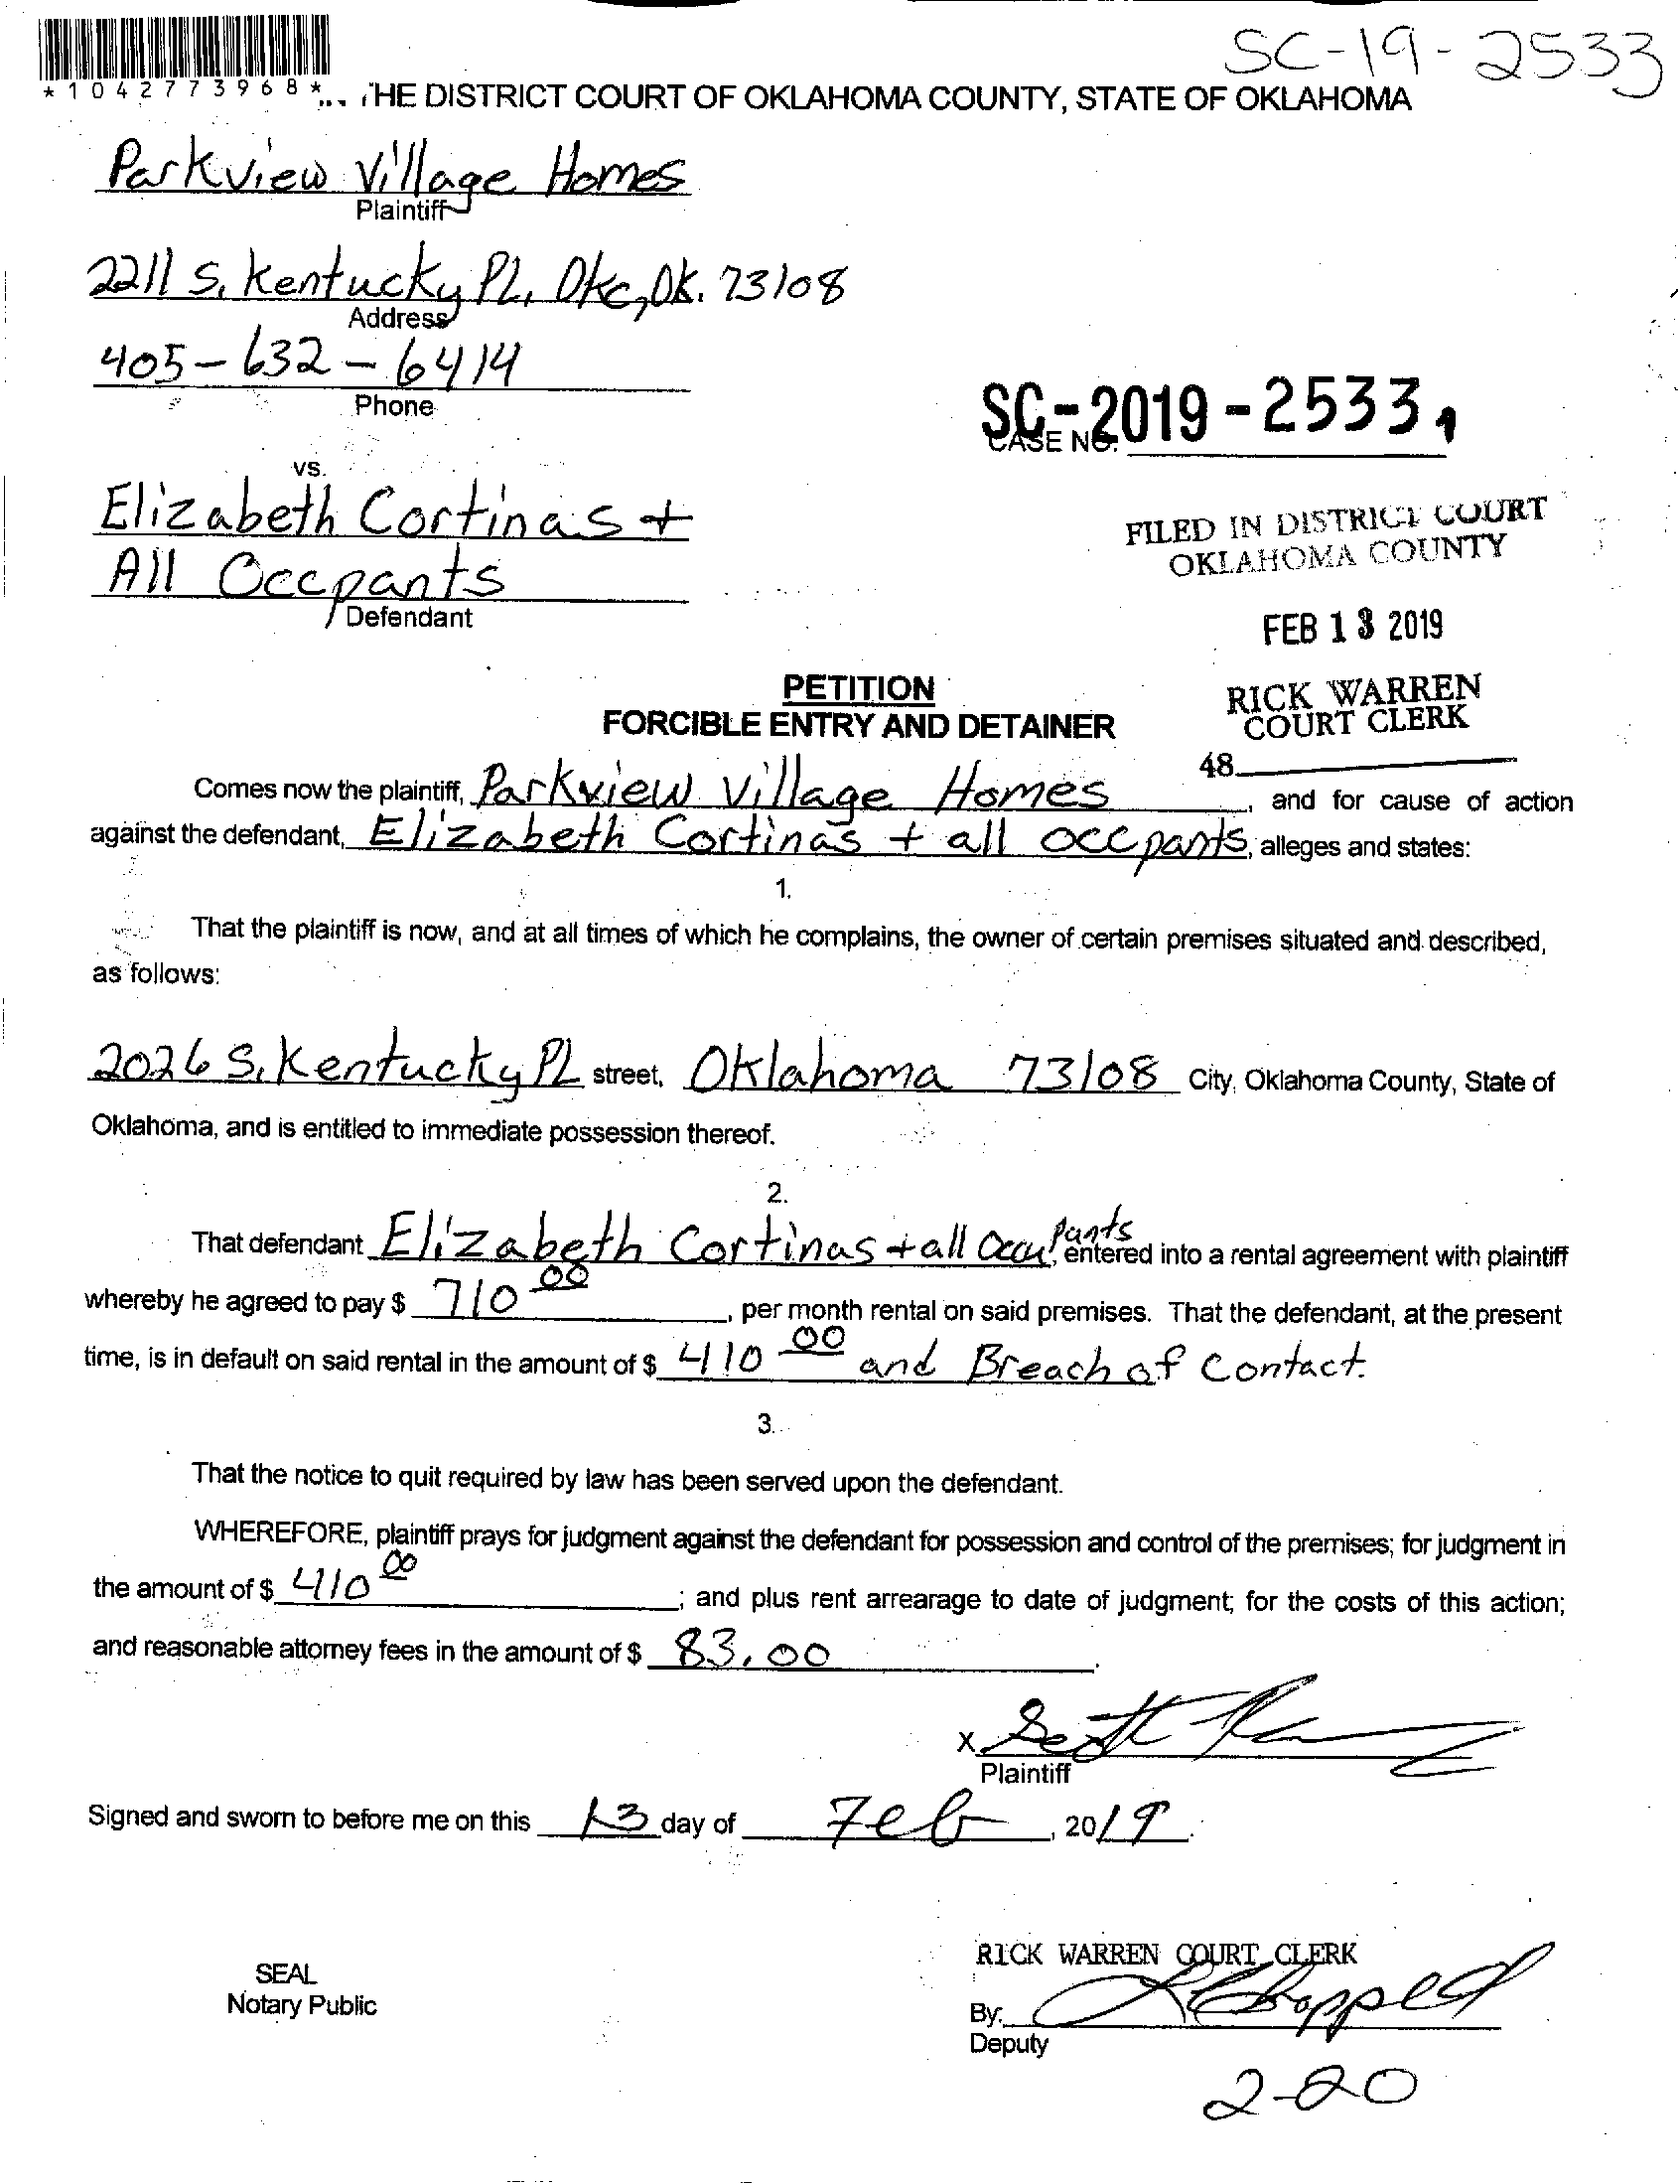 SC-19-2533
*1042773968*
THE DISTRICT COURT OF OKLAHOMA COUNTY, STATE OF OKLAHOMA
Parkview Village Homes
Plaintiff
2211 S. Kentucky Pl. Okc, OK. 73108
Address
405-632-6414
Phone
SC-2019-2533
CASE NO.
vs.
Elizabeth Cortinas +
All Occpants
Defendant
FILED IN DISTRICT COURT
OKLAHOMA COUNTY
FEB 13 2019
RICK WARREN
COURT CLERK
48
PETITION
FORCIBLE ENTRY AND DETAINER
Comes now the plaintiff, Parkview Village Homes, and for cause of action
against the defendant, Elizabeth Cortinas + all occpants, alleges and states:
1.
That the plaintiff is now, and at all times of which he complains, the owner of certain premises situated and described,
as follows:
2026 S. Kentucky Pl street, Oklahoma 73108 City, Oklahoma County, State of
Oklahoma, and is entitled to immediate possession thereof.
2.
That defendant Elizabeth Cortinas + all Occupants, entered into a rental agreement with plaintiff
whereby he agreed to pay $ 710 00, per month rental on said premises. That the defendant, at the present
time, is in default on said rental in the amount of $ 410 00 and Breach of Contact.
3.
That the notice to quit required by law has been served upon the defendant.
WHEREFORE, plaintiff prays for judgment against the defendant for possession and control of the premises; for judgment in
the amount of $ 410 00; and plus rent arrearage to date of judgment; for the costs of this action;
and reasonable attorney fees in the amount of $ 83.00.
X Scott
Plaintiff
Signed and sworn to before me on this 13 day of Feb, 2019.
SEAL
Notary Public
RICK WARREN COURT CLERK
By:
Deputy
2-20